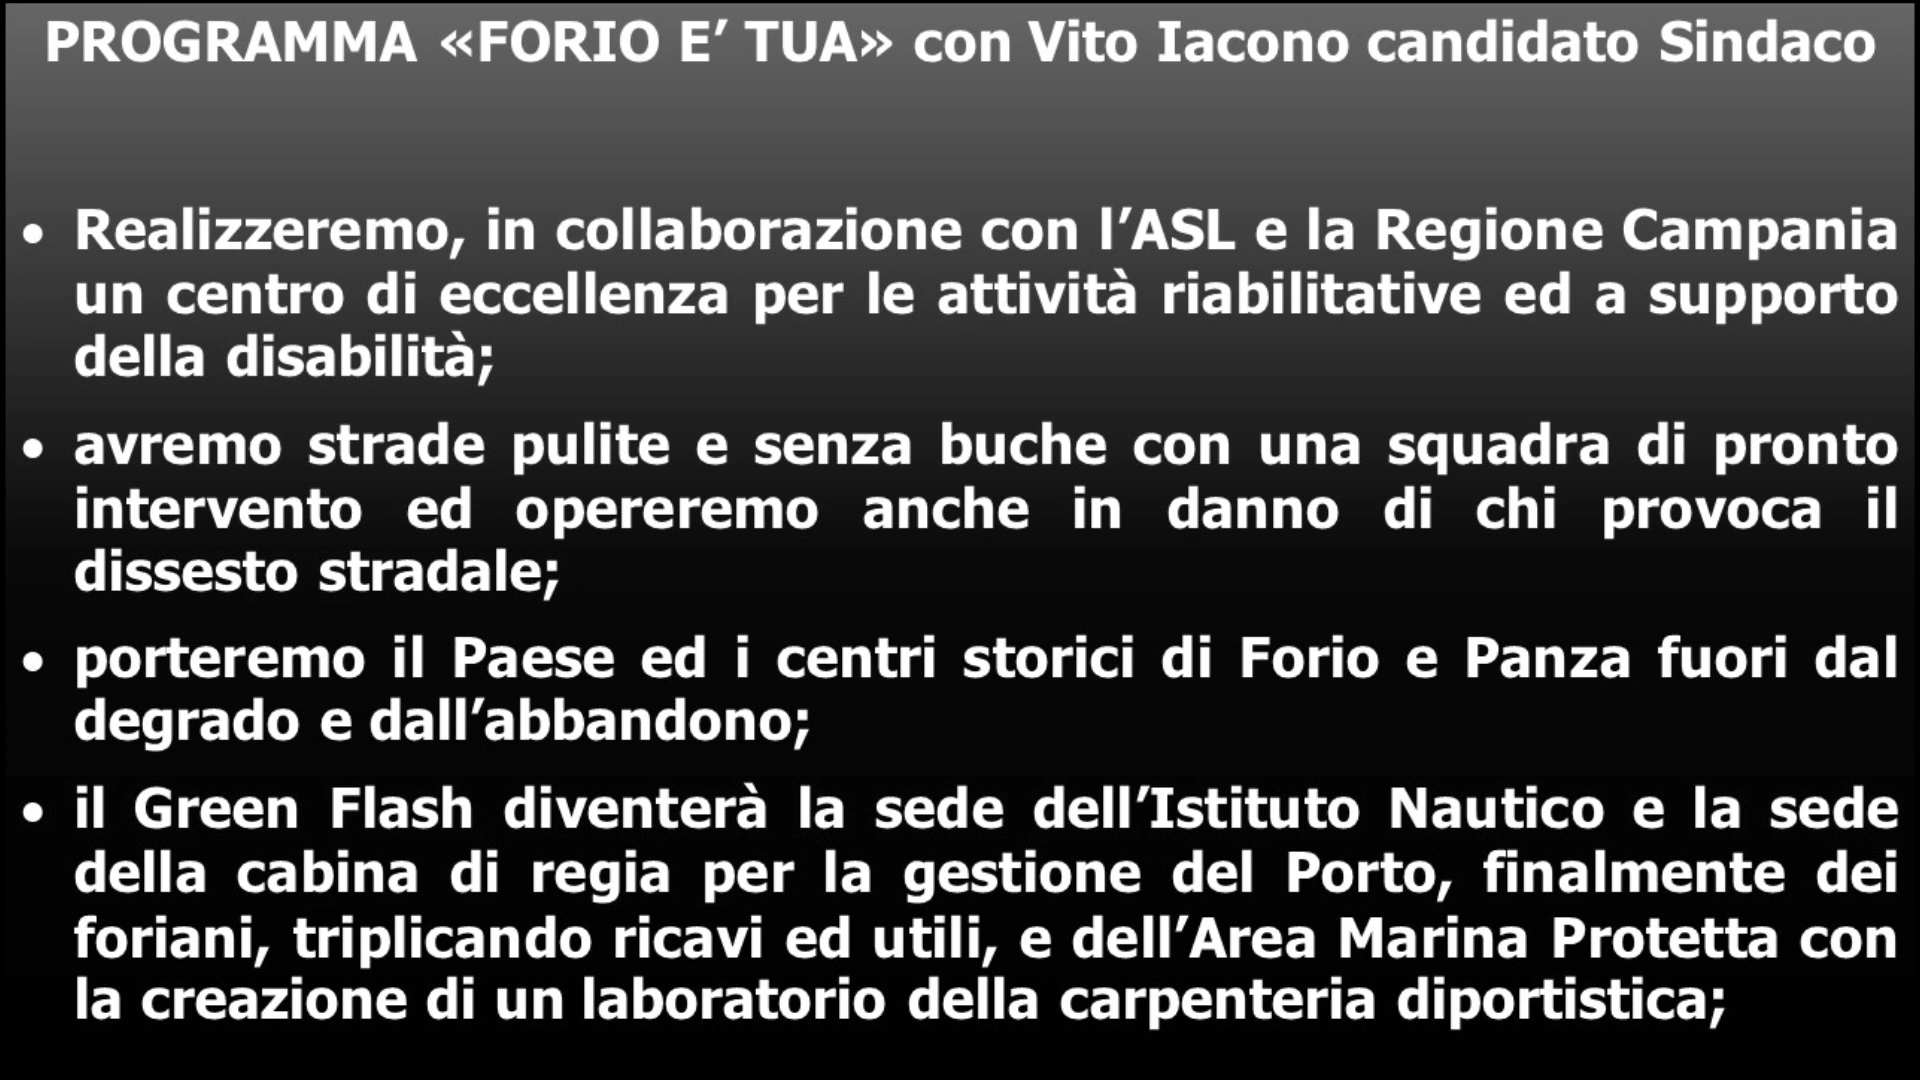 PROGRAMMA «FORIO E’ TUA» con Vito Iacono candidato Sindaco
• Realizzeremo, in collaborazione con l’ASL e la Regione Campania
un centro di eccellenza per le attività riabilitative ed a supporto
della disabilità;
• avremo strade pulite e senza buche con una squadra di pronto
intervento ed opereremo anche in danno di chi provoca il
dissesto stradale;
• porteremo il Paese ed i centri storici di Forio e Panza fuori dal
degrado e dall’abbandono;
• il Green Flash diventerà la sede dell’Istituto Nautico e la sede
della cabina di regia per la gestione del Porto, finalmente dei
foriani, triplicando ricavi ed utili, e dell’Area Marina Protetta con
la creazione di un laboratorio della carpenteria diportistica;